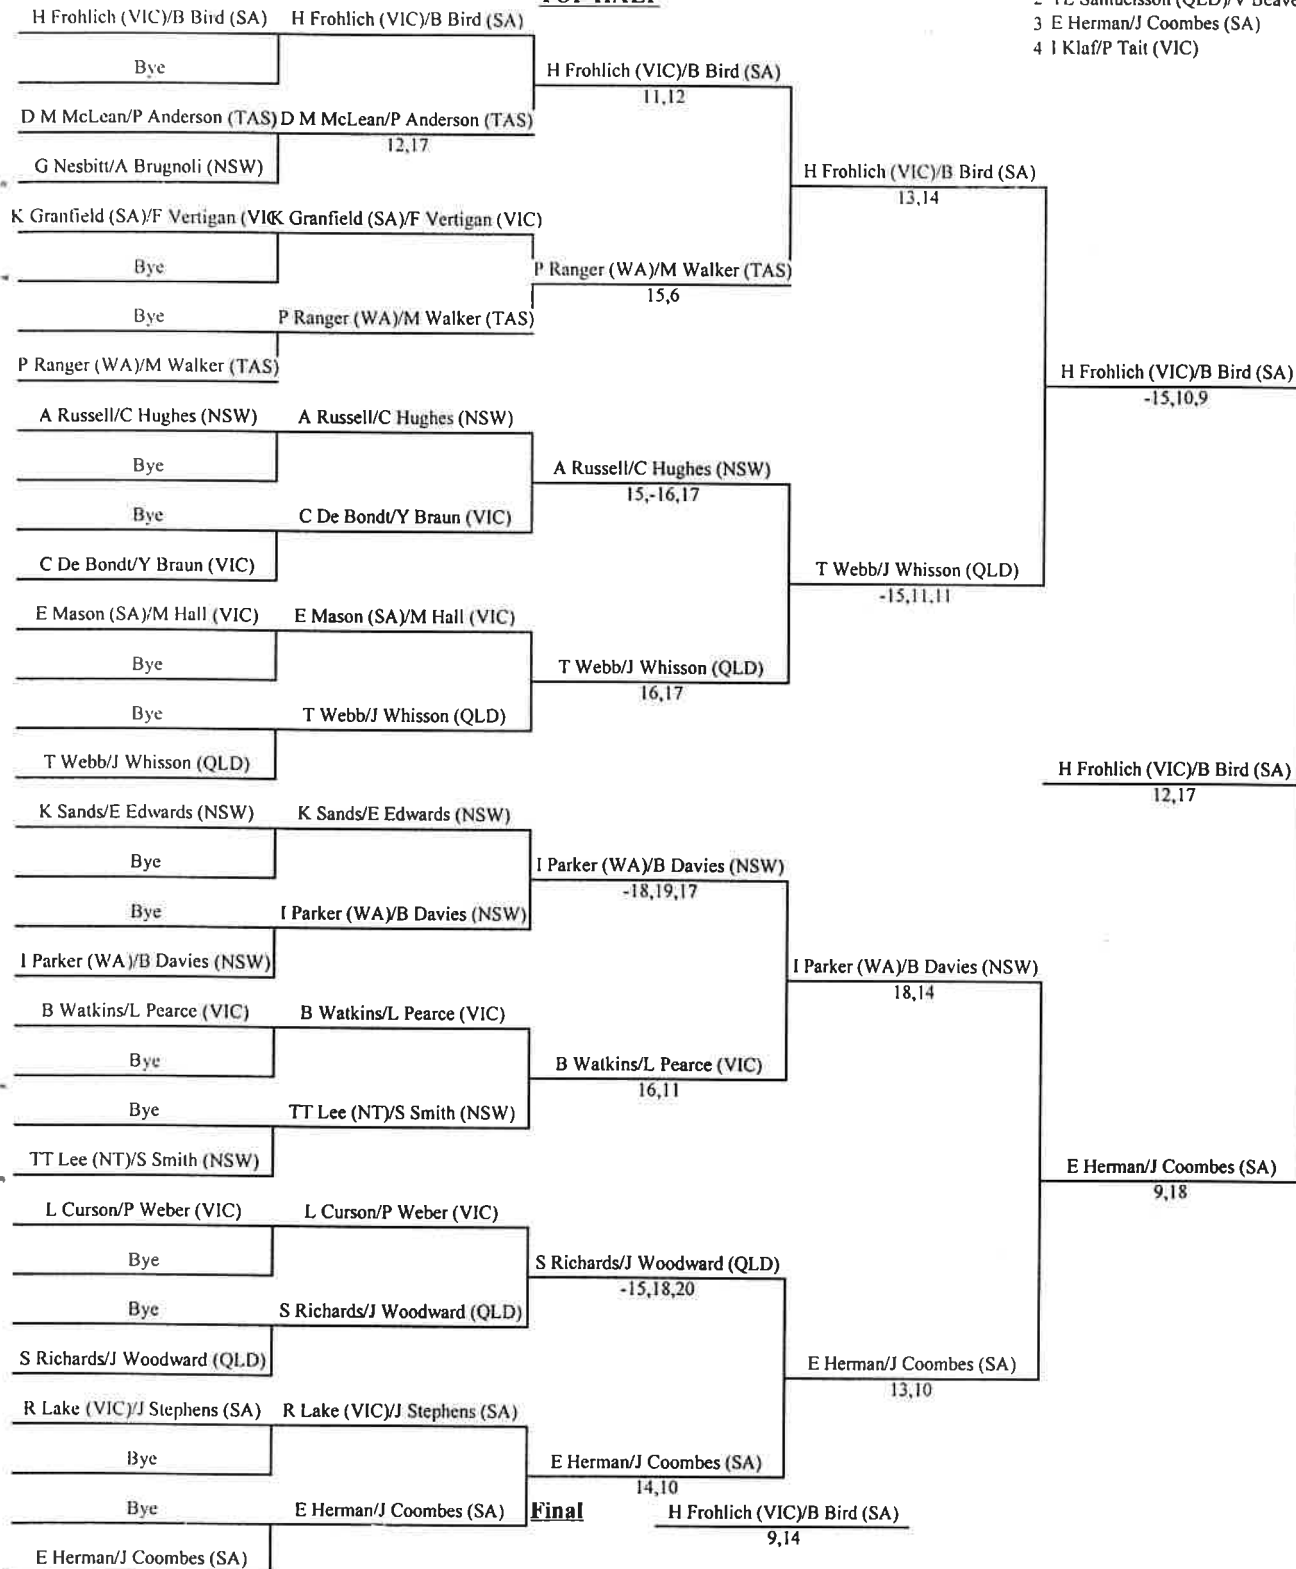 TOP HALF
3 E Herman/J Coombes (SA)
4 I Klaf/P Tait (VIC)
H Frohlich (VIC)/B Bird (SA) H Frohlich (VIC)/B Bird (SA)
Bye
H Frohlich (VIC)/B Bird (SA)
11,12
D M McLean/P Anderson (TAS) D M McLean/P Anderson (TAS)
12,17
G Nesbitt/A Brugnoli (NSW)
H Frohlich (VIC)/B Bird (SA)
13,14
K Granfield (SA)/F Vertigan (VIC K Granfield (SA)/F Vertigan (VIC)
Bye
P Ranger (WA)/M Walker (TAS)
15,6
Bye
P Ranger (WA)/M Walker (TAS)
P Ranger (WA)/M Walker (TAS)
H Frohlich (VIC)/B Bird (SA)
-15,10,9
A Russell/C Hughes (NSW) A Russell/C Hughes (NSW)
Bye
A Russell/C Hughes (NSW)
15,-16,17
Bye
C De Bondt/Y Braun (VIC)
C De Bondt/Y Braun (VIC)
T Webb/J Whisson (QLD)
-15,11,11
E Mason (SA)/M Hall (VIC) E Mason (SA)/M Hall (VIC)
Bye
T Webb/J Whisson (QLD)
16,17
Bye
T Webb/J Whisson (QLD)
T Webb/J Whisson (QLD)
H Frohlich (VIC)/B Bird (SA)
12,17
K Sands/E Edwards (NSW) K Sands/E Edwards (NSW)
Bye
I Parker (WA)/B Davies (NSW)
-18,19,17
Bye
I Parker (WA)/B Davies (NSW)
I Parker (WA)/B Davies (NSW)
I Parker (WA)/B Davies (NSW)
18,14
B Watkins/L Pearce (VIC) B Watkins/L Pearce (VIC)
Bye
B Watkins/L Pearce (VIC)
16,11
Bye
TT Lee (NT)/S Smith (NSW)
TT Lee (NT)/S Smith (NSW)
E Herman/J Coombes (SA)
9,18
L Curson/P Weber (VIC) L Curson/P Weber (VIC)
Bye
S Richards/J Woodward (QLD)
-15,18,20
Bye
S Richards/J Woodward (QLD)
S Richards/J Woodward (QLD)
E Herman/J Coombes (SA)
13,10
R Lake (VIC)/J Stephens (SA) R Lake (VIC)/J Stephens (SA)
Bye
E Herman/J Coombes (SA)
14,10
Bye
E Herman/J Coombes (SA)
Final
H Frohlich (VIC)/B Bird (SA)
9,14
E Herman/J Coombes (SA)